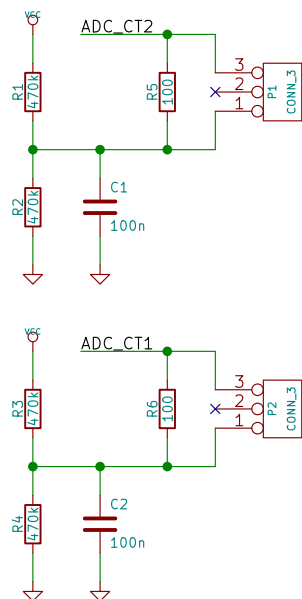 VCC
ADC_CT2
R1
470k
R5
100
3
2
1
P1
CONN_3
R2
470k
C1
100n
VCC
ADC_CT1
R3
470k
R6
100
3
2
1
P2
CONN_3
R4
470k
C2
100n